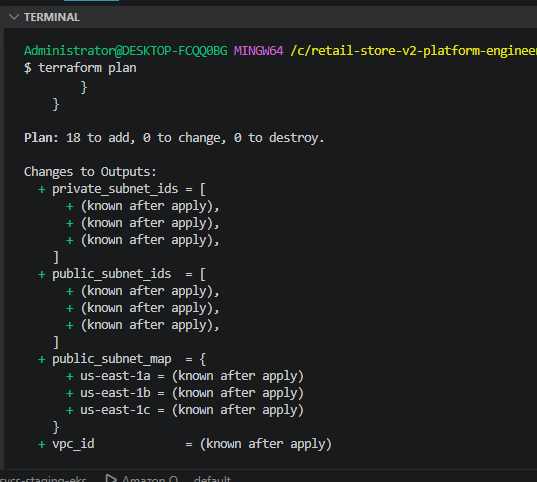 TERMINAL
Administrator@DESKTOP-FCQQ0BG MINGW64 /c/retail-store-v2-platform-engineer
$ terraform plan
        }
    }

Plan: 18 to add, 0 to change, 0 to destroy.

Changes to Outputs:
  + private_subnet_ids = [
      + (known after apply),
      + (known after apply),
      + (known after apply),
    ]
  + public_subnet_ids  = [
      + (known after apply),
      + (known after apply),
      + (known after apply),
    ]
  + public_subnet_map  = {
      + us-east-1a = (known after apply)
      + us-east-1b = (known after apply)
      + us-east-1c = (known after apply)
    }
  + vpc_id             = (known after apply)
svcs-staging-eks Amazon Q default